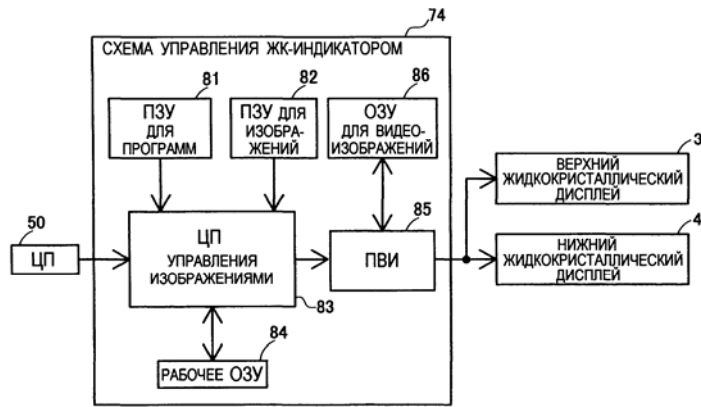 74
СХЕМА УПРАВЛЕНИЯ ЖК-ИНДИКАТОРОМ
81
ПЗУ
ДЛЯ
ПРОГРАММ
82
ПЗУ ДЛЯ
ИЗОБРА-
ЖЕНИЙ
86
ОЗУ
ДЛЯ ВИДЕО-
ИЗОБРАЖЕНИЙ
3
ВЕРХНИЙ
ЖИДКОКРИСТАЛЛИЧЕСКИЙ
ДИСПЛЕЙ
50
ЦП
ЦП
УПРАВЛЕНИЯ
ИЗОБРАЖЕНИЯМИ
83
85
ПВИ
4
НИЖНИЙ
ЖИДКОКРИСТАЛЛИЧЕСКИЙ
ДИСПЛЕЙ
84
РАБОЧЕЕ ОЗУ